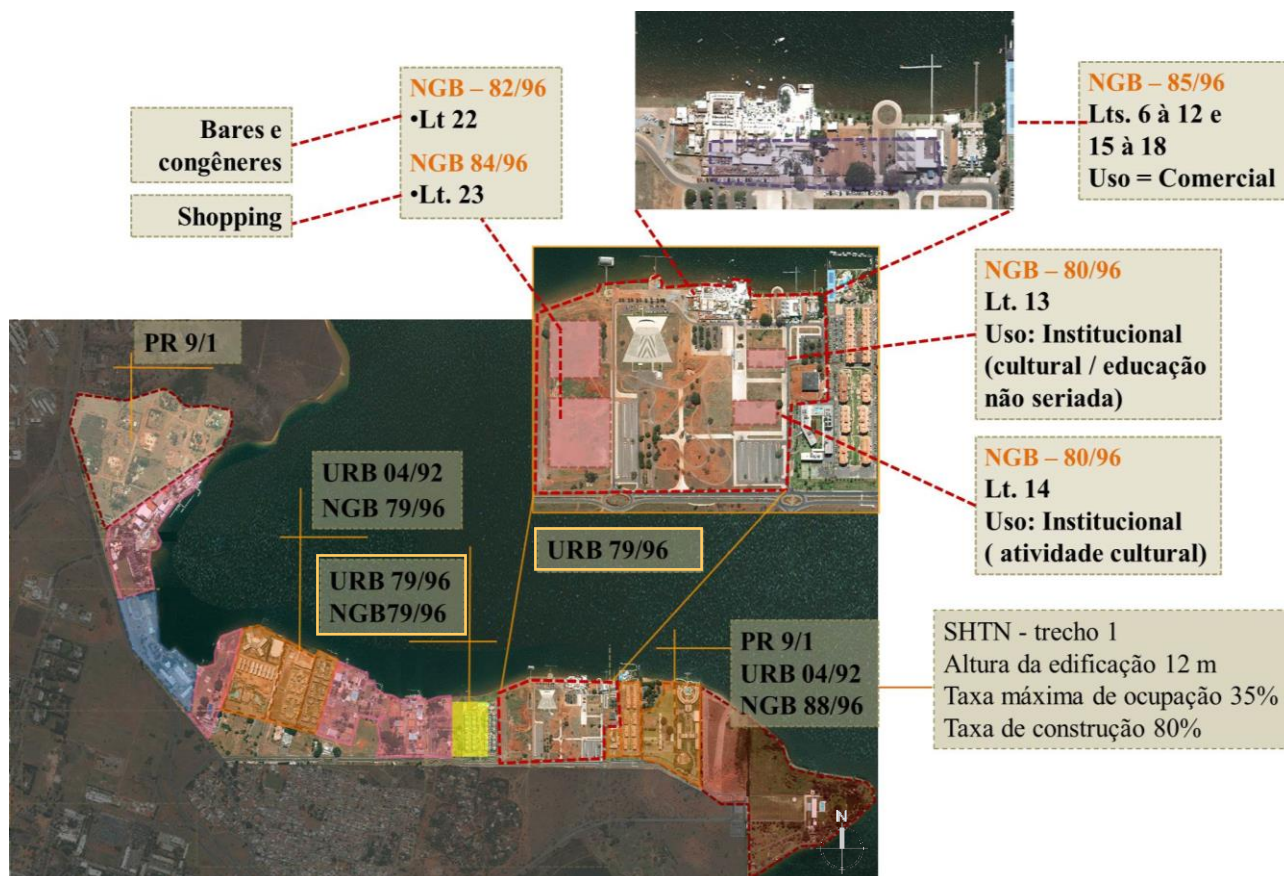 Bares e
congêneres
Shopping
NGB – 82/96
•Lt 22
NGB 84/96
•Lt. 23
NGB – 85/96
Lts. 6 à 12 e
15 à 18
Uso = Comercial
NGB – 80/96
Lt. 13
Uso: Institucional
(cultural / educação
não seriada)
NGB – 80/96
Lt. 14
Uso: Institucional
( atividade cultural)
PR 9/1
URB 04/92
NGB 79/96
URB 79/96
NGB79/96
URB 79/96
PR 9/1
URB 04/92
NGB 88/96
SHTN - trecho 1
Altura da edificação 12 m
Taxa máxima de ocupação 35%
Taxa de construção 80%
N